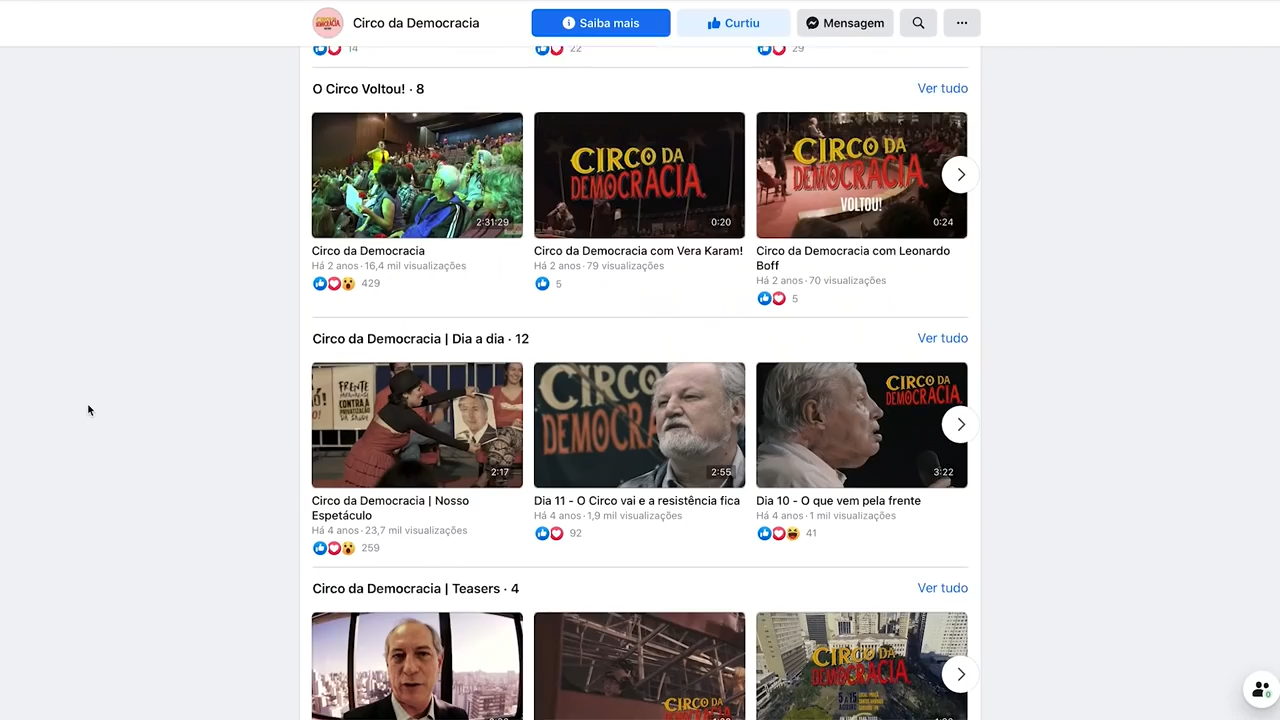 Circo da Democracia
Saiba mais
Curtiu
Mensagem
14
22
29
O Circo Voltou! · 8
Ver tudo
CIRCO DA
DEMOCRACIA
CIRCO DA
DEMOCRACIA
VOLTOU!
2:31:29
0:20
0:24
Circo da Democracia
Há 2 anos · 16,4 mil visualizações
429
Circo da Democracia com Vera Karam!
Há 2 anos · 79 visualizações
5
Circo da Democracia com Leonardo
Boff
Há 2 anos · 70 visualizações
5
Circo da Democracia | Dia a dia · 12
Ver tudo
FRENTE
CONTRA A
PRIVATIZAÇÃO
DA SAÚDE
2:17
CIRCO
DEMOCRA
2:55
CIRCO DA
DEMOCRACIA
3:22
Circo da Democracia | Nosso
Espetáculo
Há 4 anos · 23,7 mil visualizações
259
Dia 11 - O Circo vai e a resistência fica
Há 4 anos · 1,9 mil visualizações
92
Dia 10 - O que vem pela frente
Há 4 anos · 1 mil visualizações
41
Circo da Democracia | Teasers · 4
Ver tudo
CIRCO DA
CIRCO DA
DEMOCRACIA
5 A 15
0